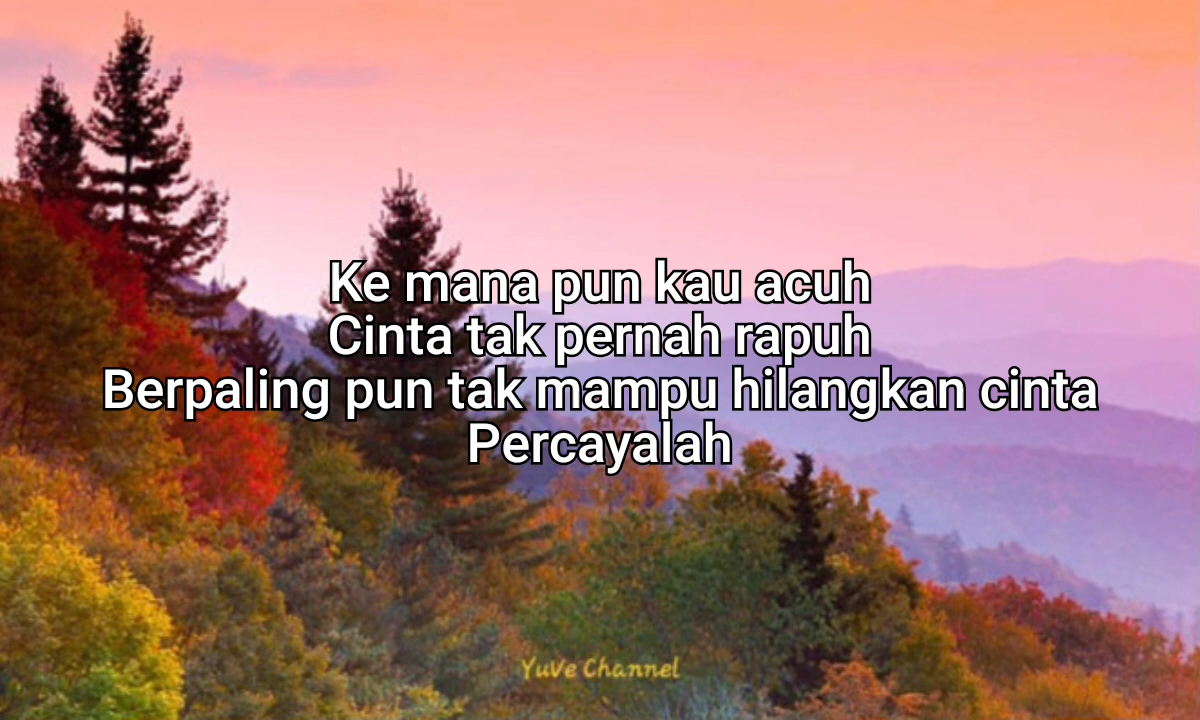 Ke mana pun kau acuh
Cinta tak pernah rapuh
Berpaling pun tak mampu hilangkan cinta
Percayalah
YuVe Channel